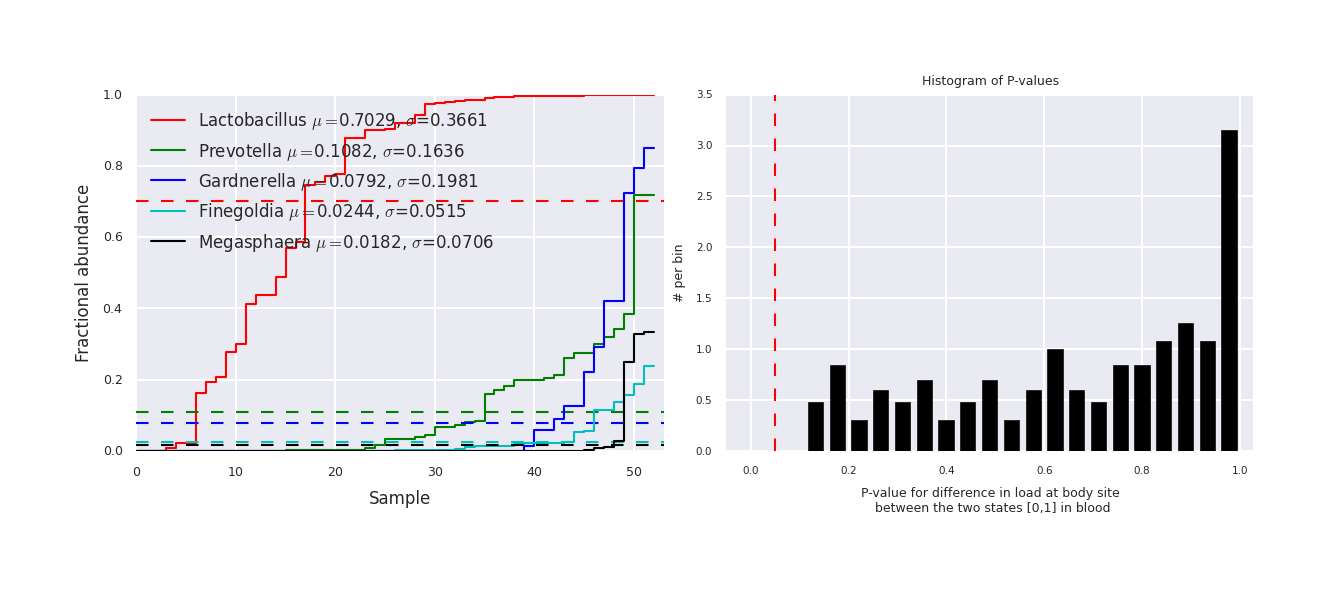 1.0
0.8
0.6
0.4
0.2
0.0
Fractional abundance
Lactobacillus μ=0.7029, σ=0.3661
Prevotella μ=0.1082, σ=0.1636
Gardnerella μ=0.0792, σ=0.1981
Finegoldia μ=0.0244, σ=0.0515
Megasphaera μ=0.0182, σ=0.0706
0 10 20 30 40 50
Sample
Histogram of P-values
3.5
3.0
2.5
2.0
1.5
1.0
0.5
0.0
# per bin
0.0 0.2 0.4 0.6 0.8 1.0
P-value for difference in load at body site
between the two states [0,1] in blood